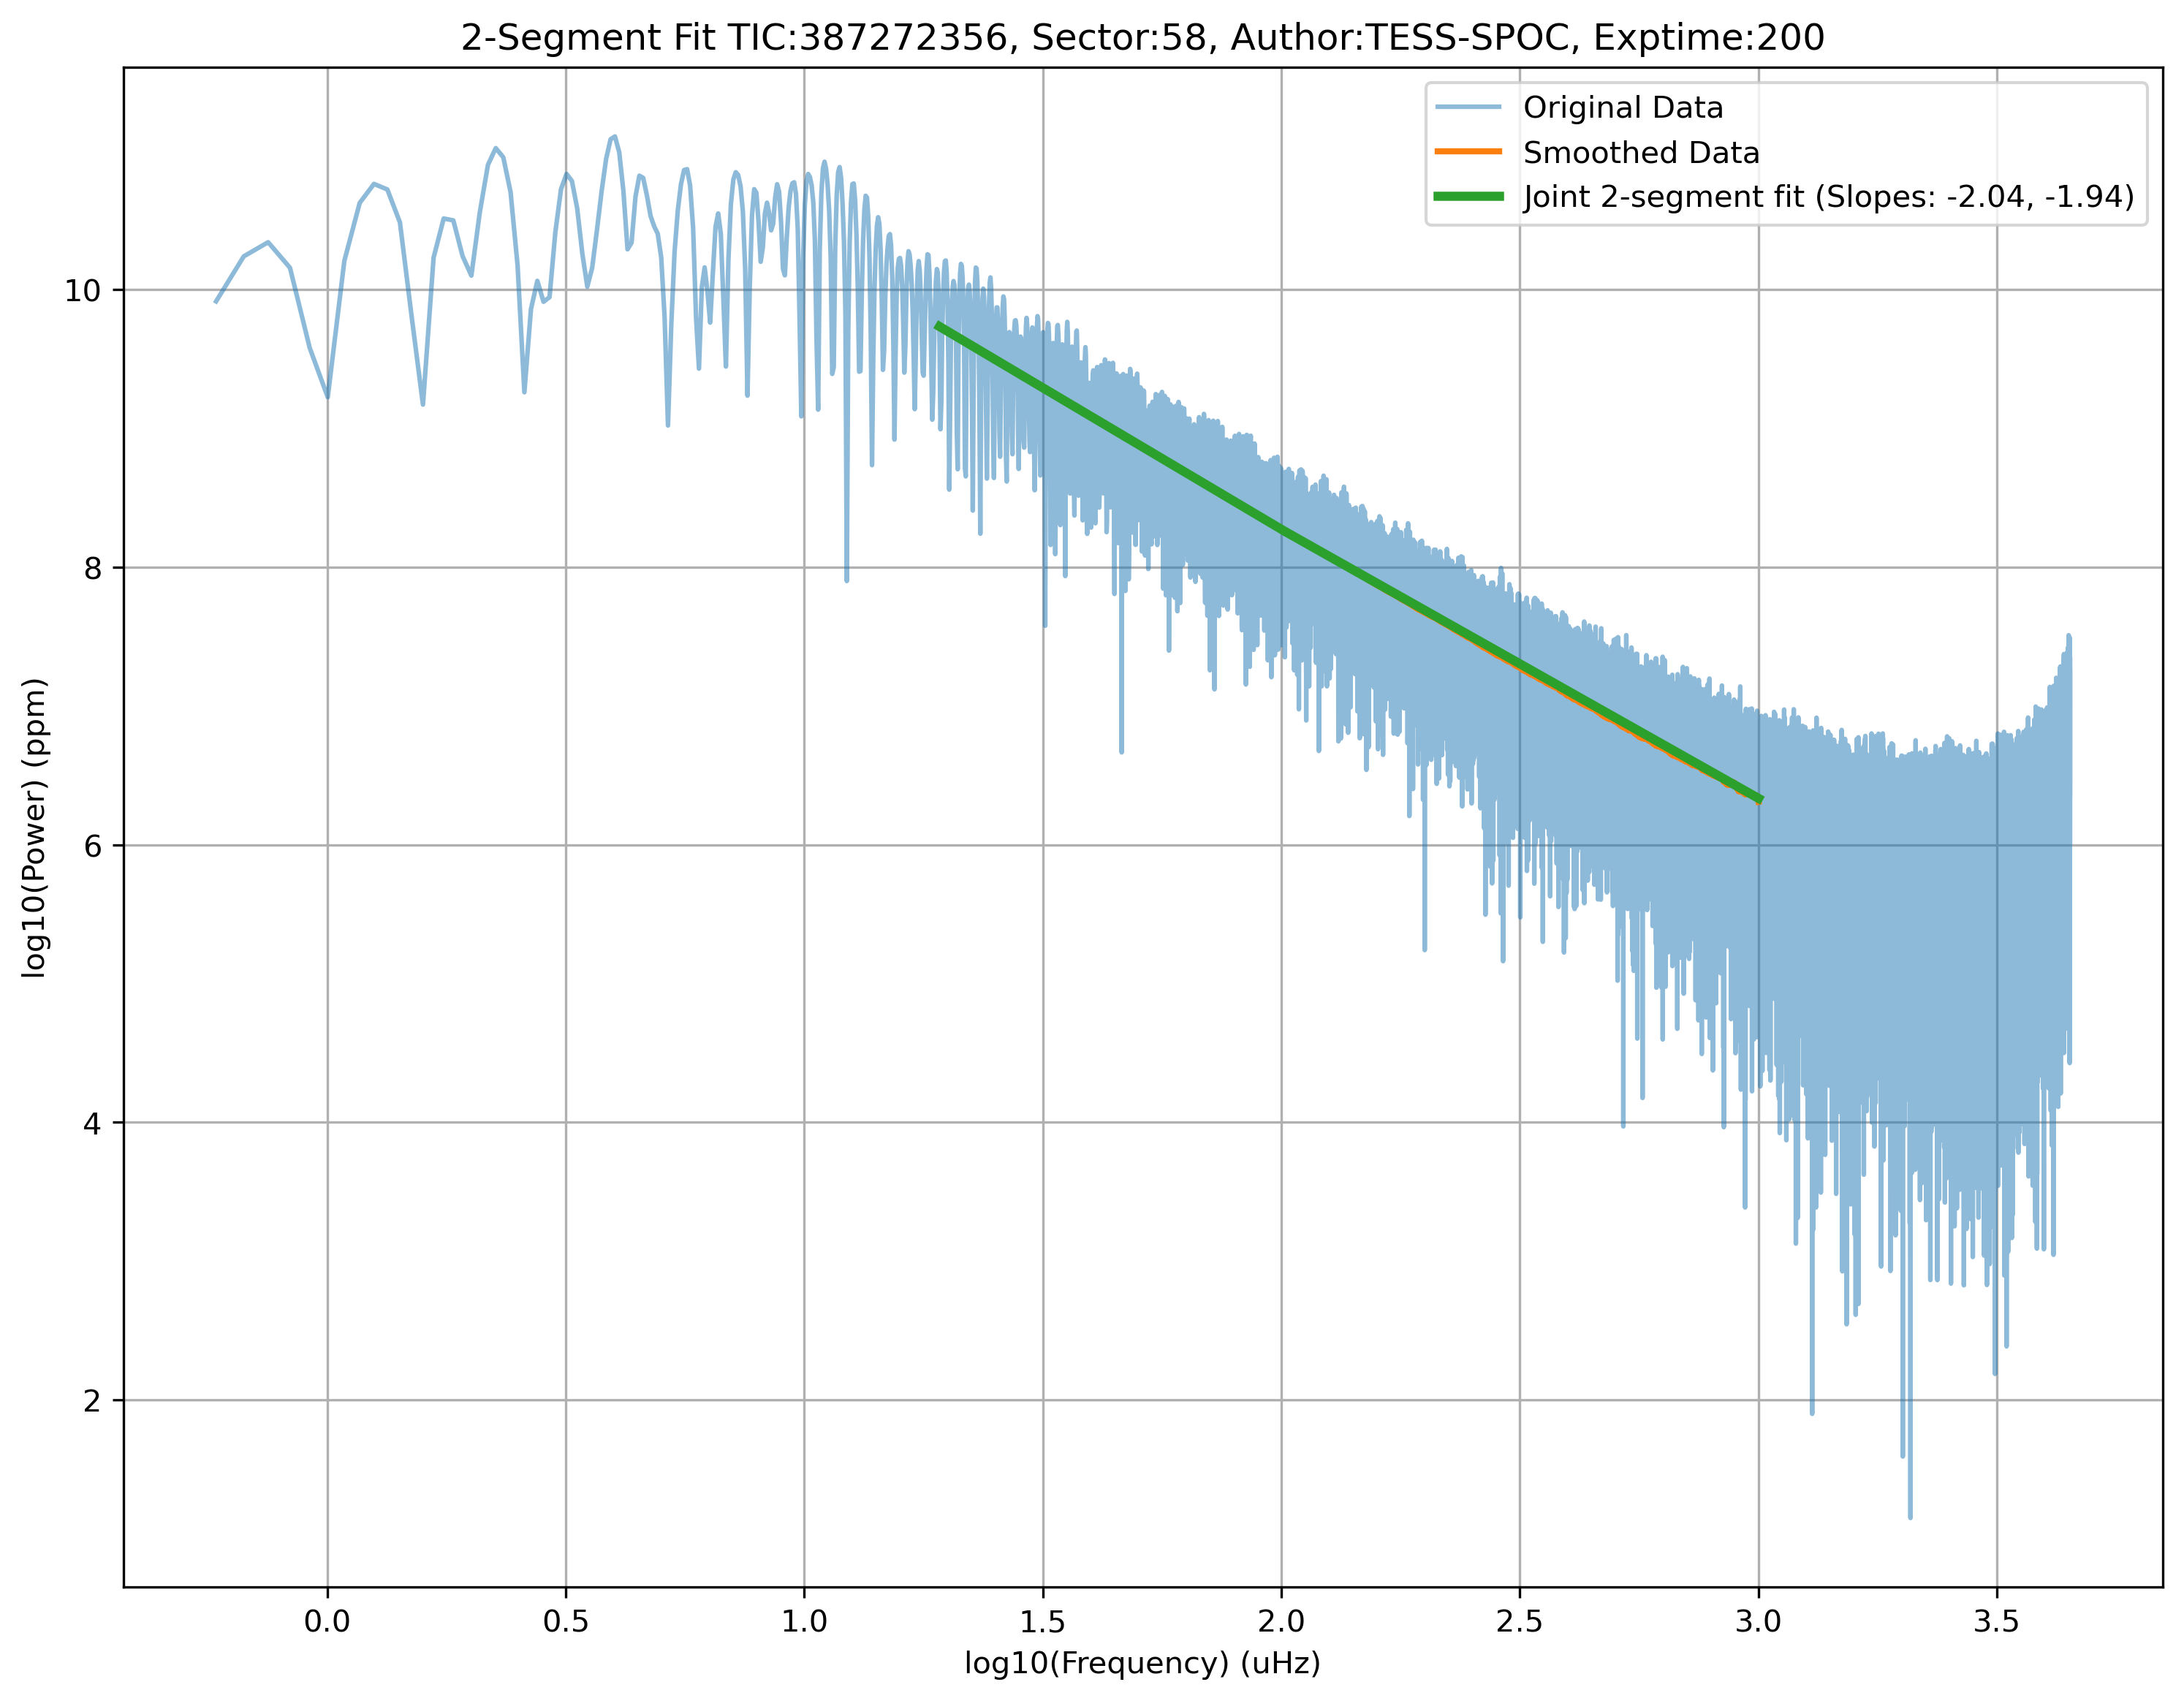 2-Segment Fit TIC:387272356, Sector:58, Author:TESS-SPOC, Exptime:200
Original Data
Smoothed Data
Joint 2-segment fit (Slopes: -2.04, -1.94)
log10(Power) (ppm)
10
8
6
4
2
0.0 0.5 1.0 1.5 2.0 2.5 3.0 3.5
log10(Frequency) (uHz)